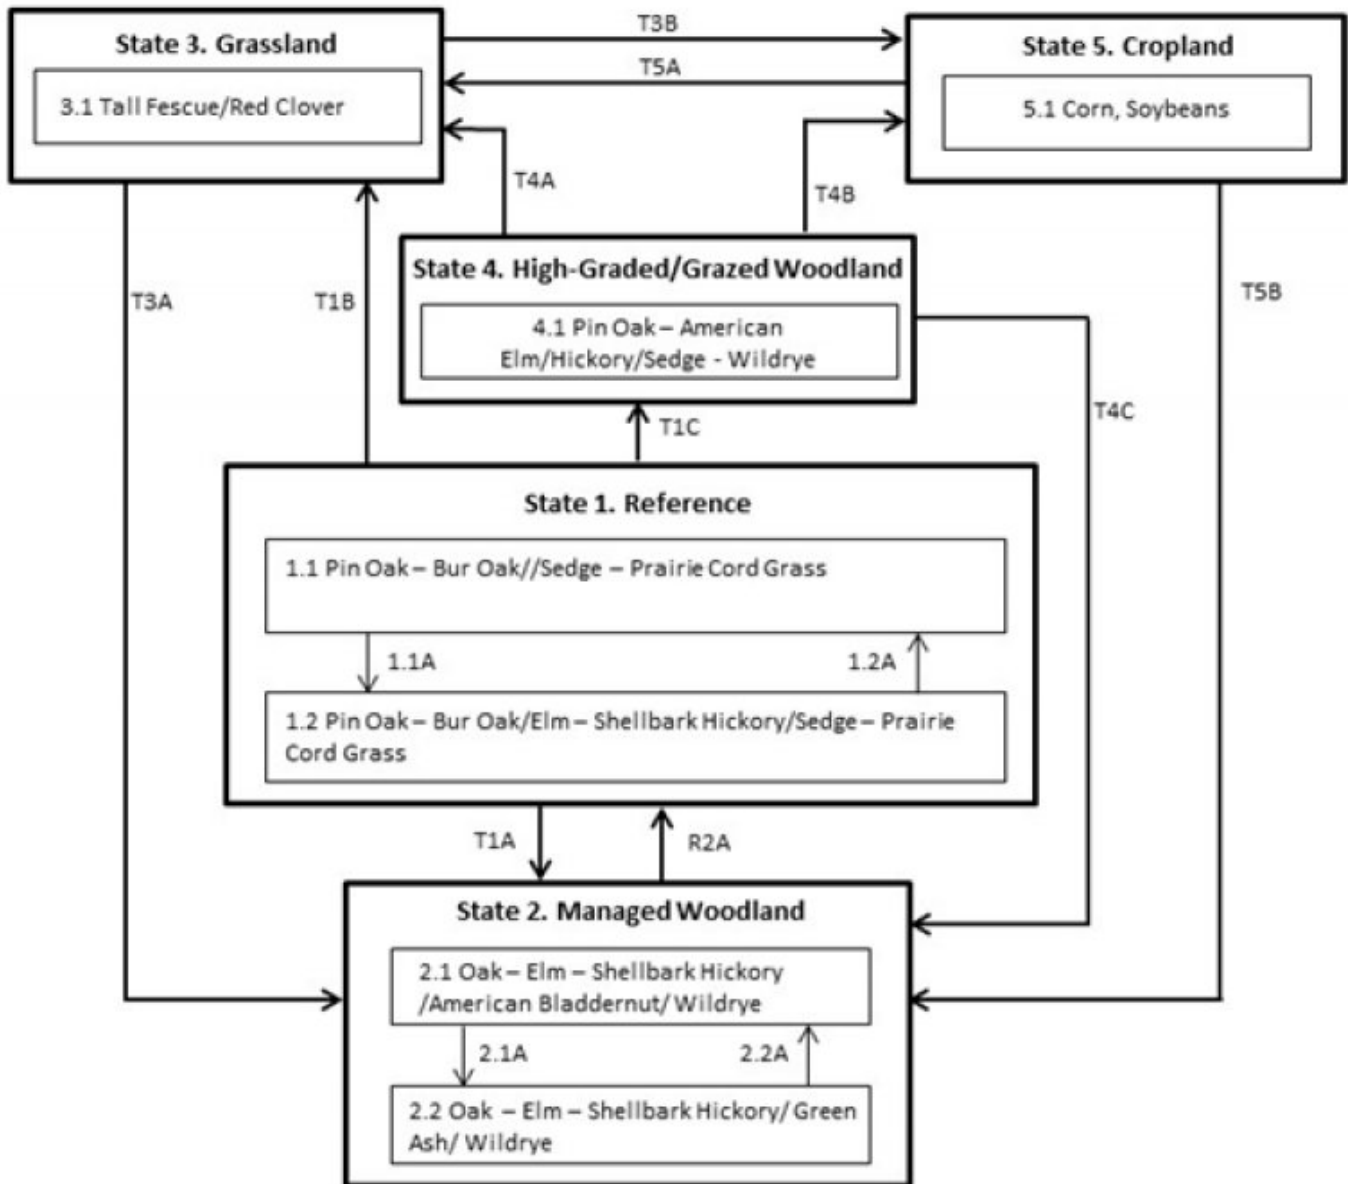 State 3. Grassland
3.1 Tall Fescue/Red Clover
T3B
T5A
State 5. Cropland
5.1 Corn, Soybeans
T4A
T4B
State 4. High-Graded/Grazed Woodland
4.1 Pin Oak – American
Elm/Hickory/Sedge - Wildrye
T3A
T1B
T5B
T4C
T1C
State 1. Reference
1.1 Pin Oak – Bur Oak//Sedge – Prairie Cord Grass
1.1A
1.2A
1.2 Pin Oak – Bur Oak/Elm – Shellbark Hickory/Sedge – Prairie
Cord Grass
T1A
R2A
State 2. Managed Woodland
2.1 Oak – Elm – Shellbark Hickory
/American Bladdernut/ Wildrye
2.1A
2.2A
2.2 Oak – Elm – Shellbark Hickory/ Green
Ash/ Wildrye